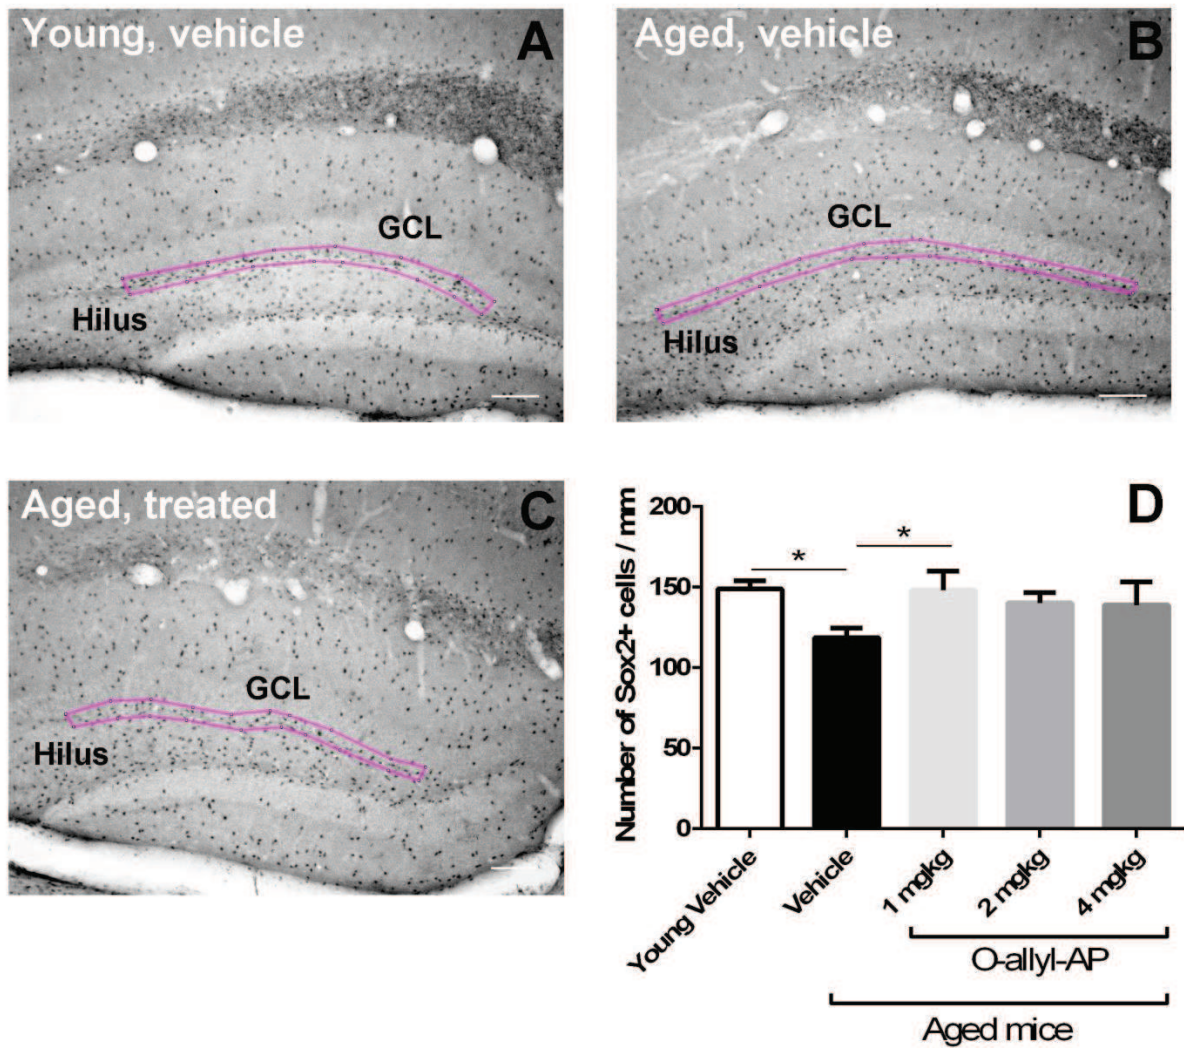 Young, vehicle
A
GCL
Hilus
Aged, vehicle
B
GCL
Hilus
Aged, treated
C
GCL
Hilus
D
Number of Sox2+ cells / mm
200
150
100
50
0
*
*
Young Vehicle
Vehicle
1 mgkg
2 mgkg
4 mgkg
O-allyl-AP
Aged mice